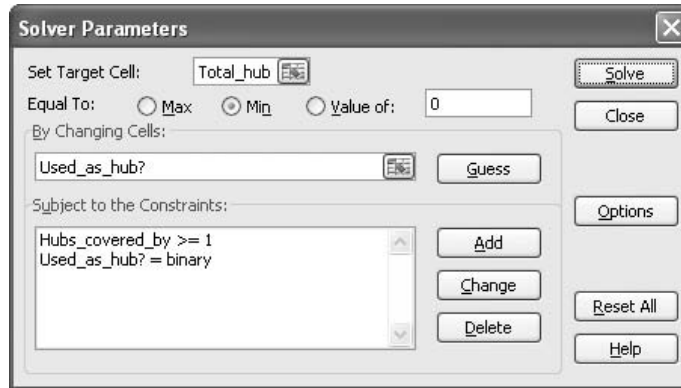 Solver Parameters
Set Target Cell: Total_hub Solve
Equal To: Max Min Value of: 0 Close
By Changing Cells:
Used_as_hub? Guess
Subject to the Constraints: Options
Hubs_covered_by >= 1 Add
Used_as_hub? = binary
Change
Reset All
Delete
Help